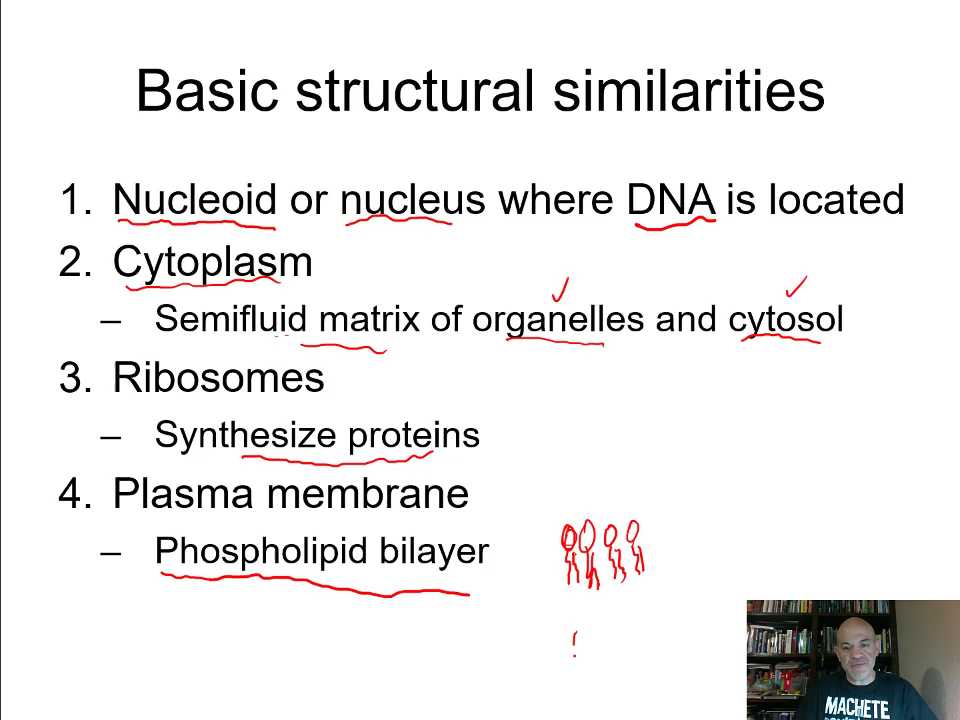 Basic structural similarities
1. Nucleoid or nucleus where DNA is located
2. Cytoplasm
– Semifluid matrix of organelles and cytosol
3. Ribosomes
– Synthesize proteins
4. Plasma membrane
– Phospholipid bilayer
MACHETE